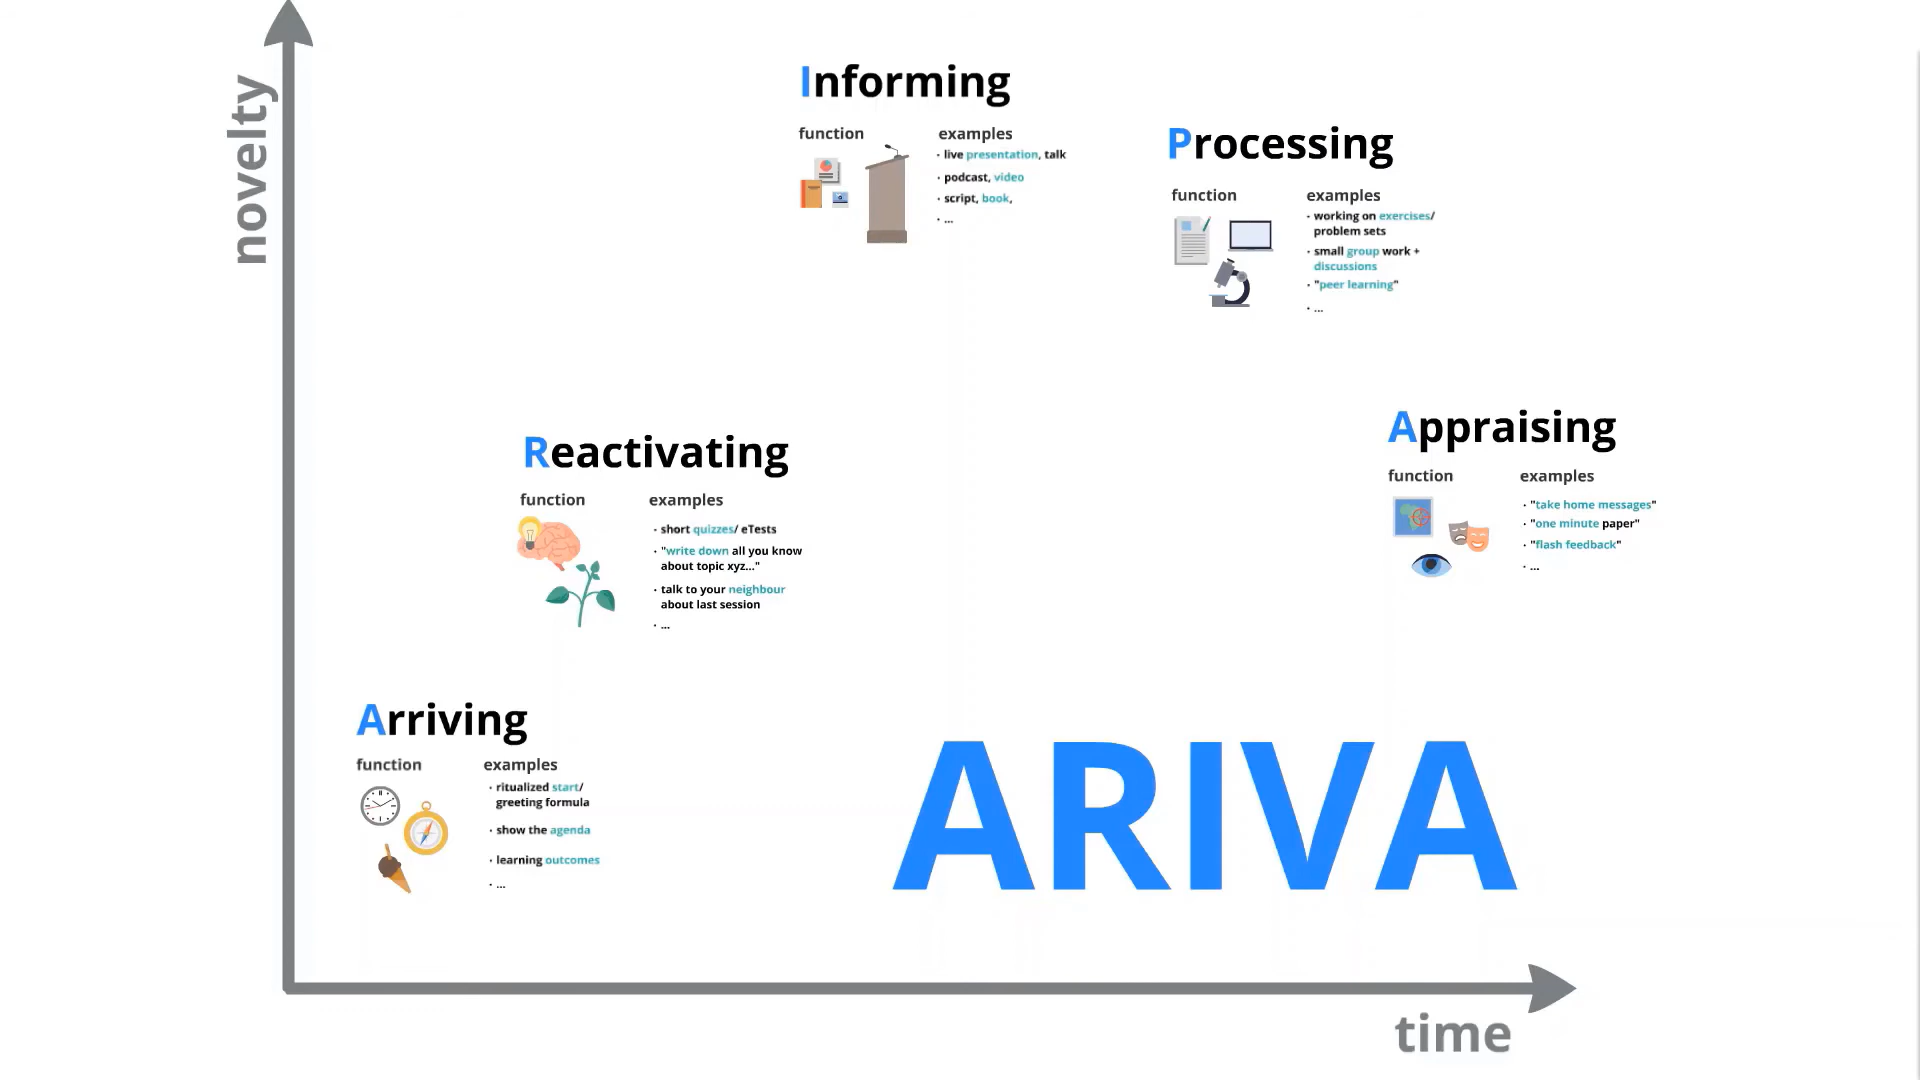 novelty
Informing
function
examples
· live presentation, talk
· podcast, video
· script, book,
· ...
Processing
function
examples
· working on exercises/
problem sets
· small group work +
discussions
· "peer learning"
· ...
Reactivating
function
examples
· short quizzes/ eTests
· "write down all you know
about topic xyz..."
· talk to your neighbour
about last session
· ...
Appraising
function
examples
· "take home messages"
· "one minute paper"
· "flash feedback"
· ...
Arriving
function
examples
· ritualized start/
greeting formula
· show the agenda
· learning outcomes
· ...
ARIVA
time